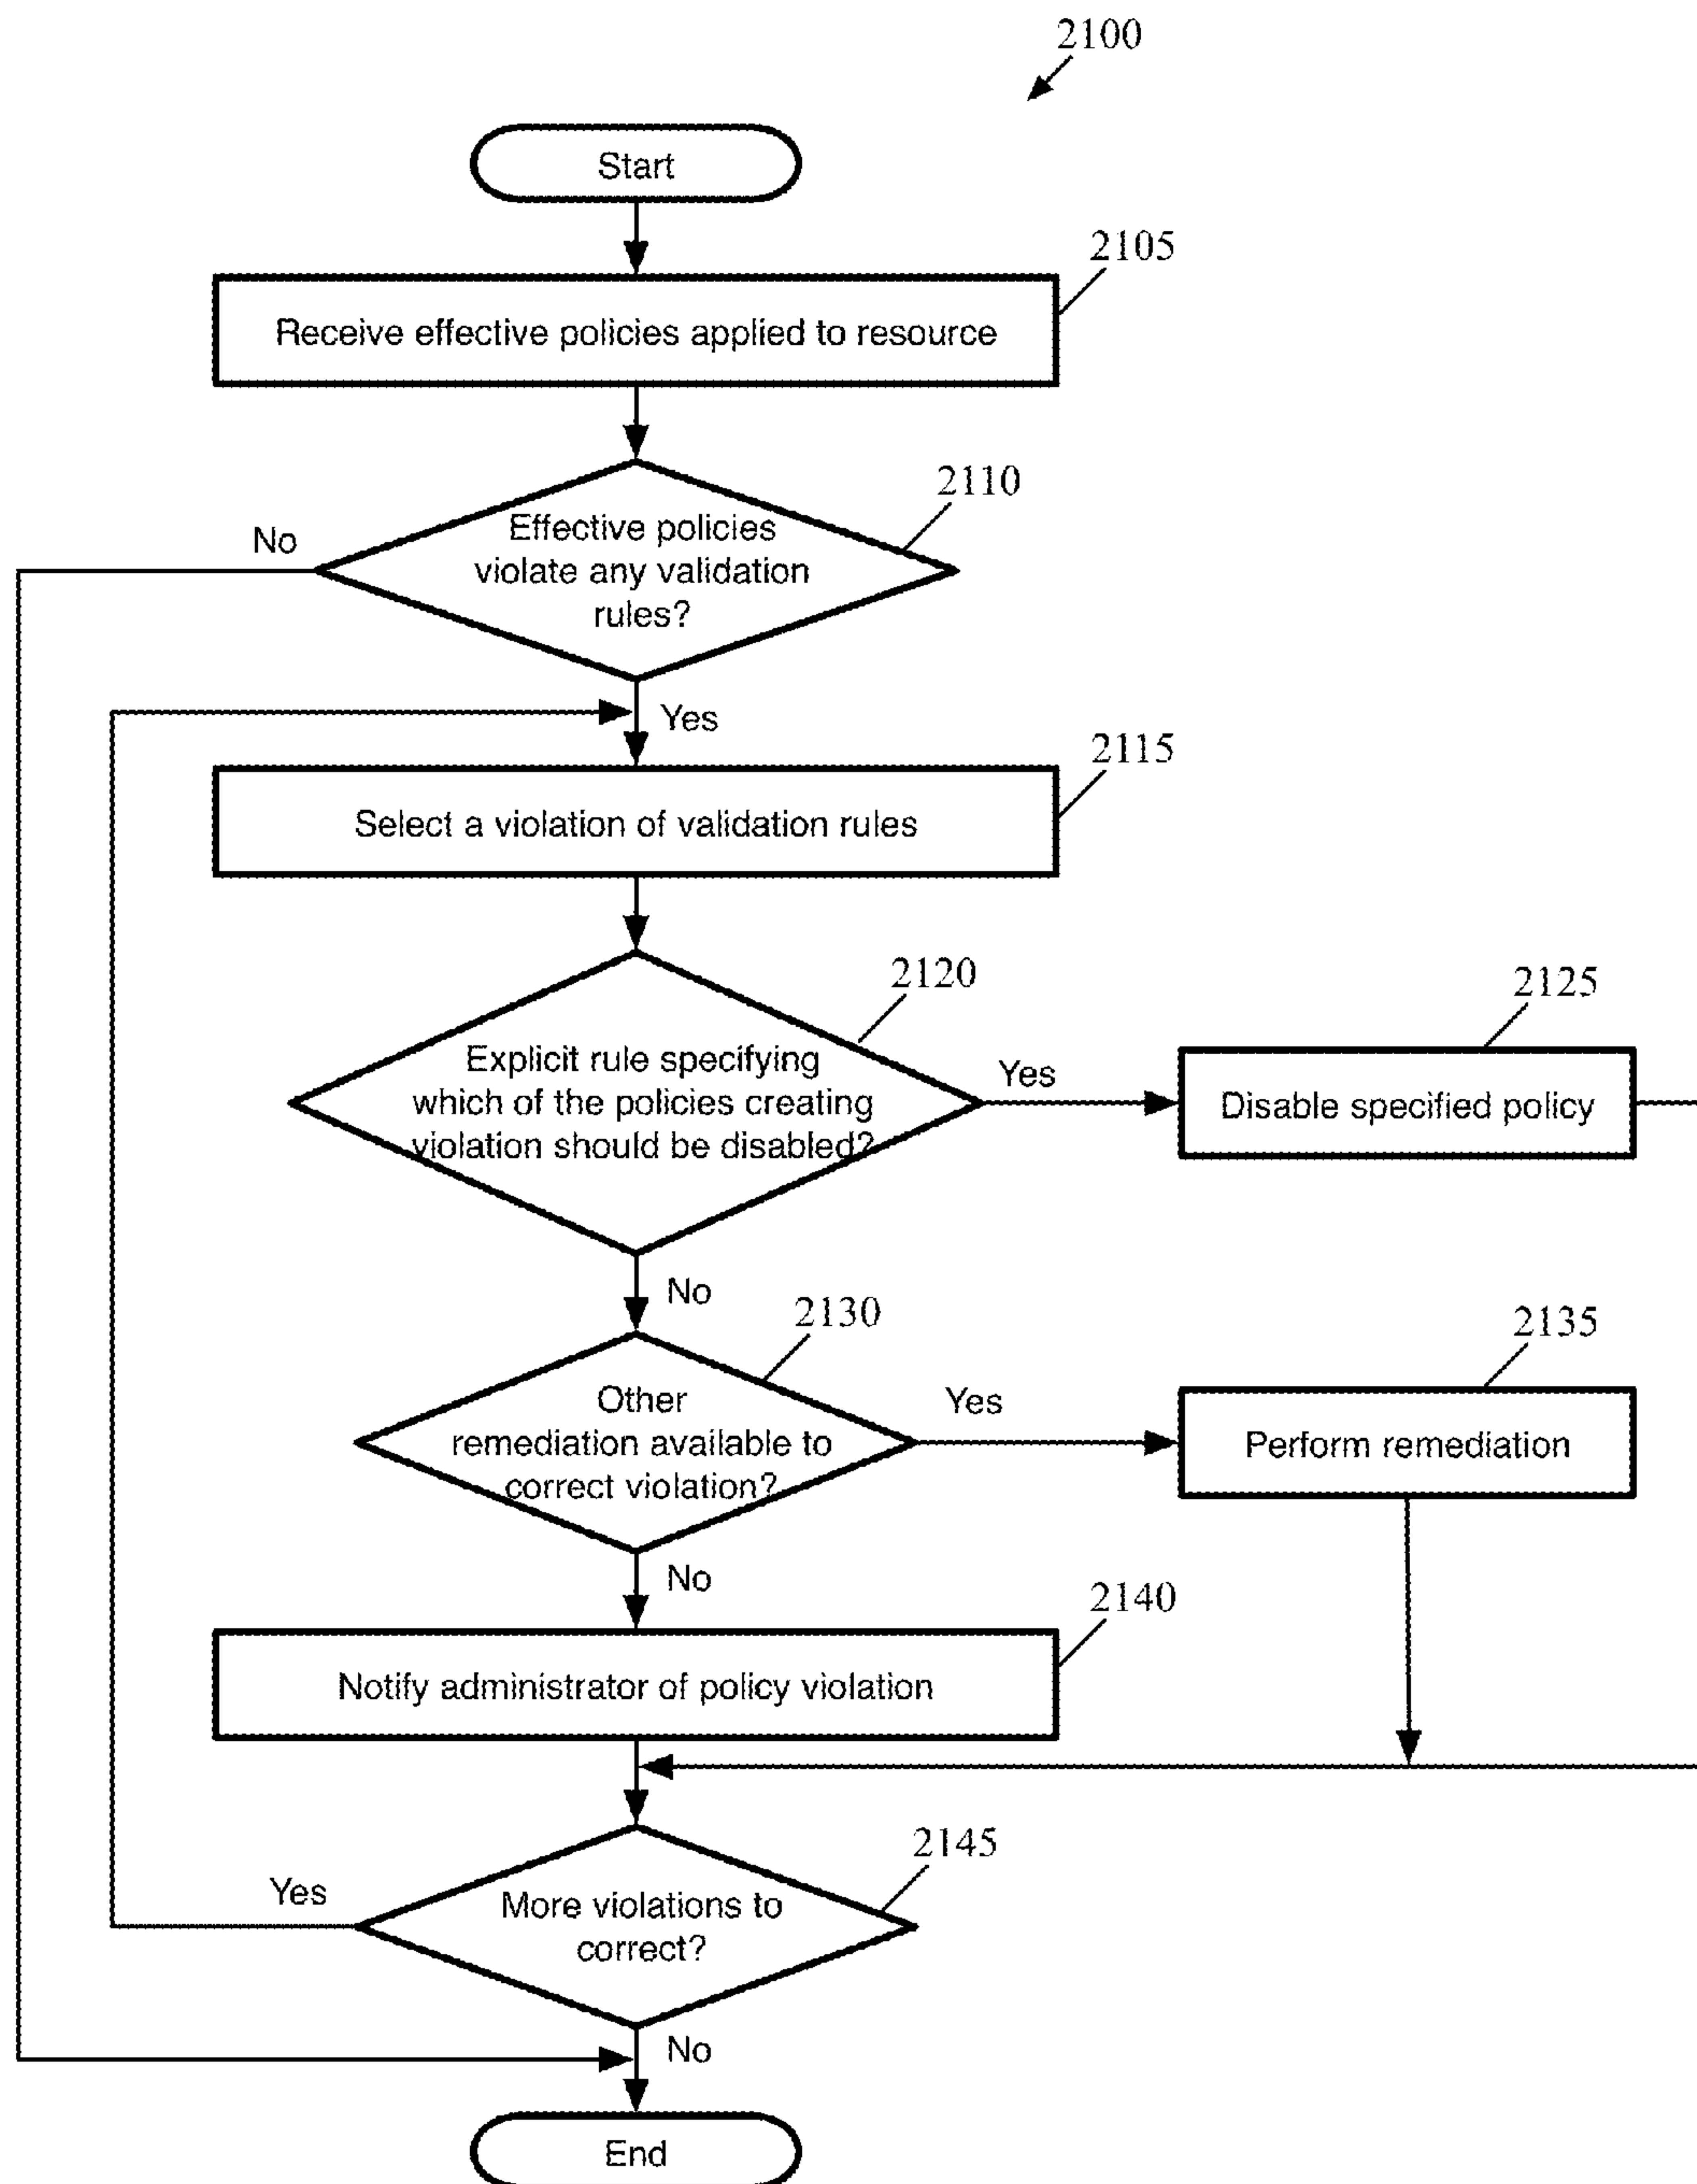 2100
Start
2105
Receive effective policies applied to resource
2110
No
Effective policies
violate any validation
rules?
Yes
2115
Select a violation of validation rules
2120
2125
Explicit rule specifying
which of the policies creating
violation should be disabled?
Yes
Disable specified policy
No
2130
2135
Other
remediation available to
correct violation?
Yes
Perform remediation
No
2140
Notify administrator of policy violation
2145
Yes
More violations to
correct?
No
End